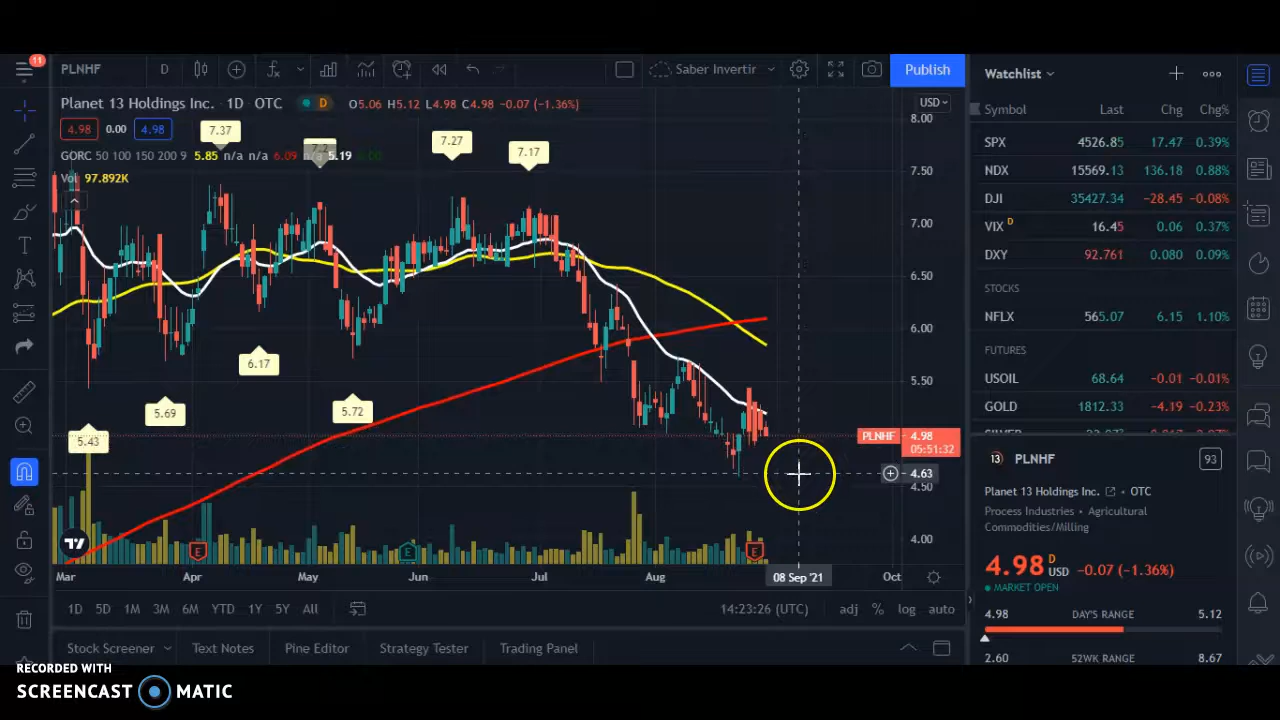 11
PLNHF D Saber Invertir Publish
Planet 13 Holdings Inc. · 1D · OTC D O5.06 H5.12 L4.98 C4.98 -0.07 (-1.36%)
USD
4.98 0.00 4.98
GORC 50 100 150 200 9 5.85 n/a n/a 6.09 n/a 5.19 0.00
Vol 97.892K
7.37
7.2
7.27
7.17
6.17
5.69
5.72
5.43
8.00
7.50
7.00
6.50
6.00
5.50
PLNHF 4.98
05:51:32
4.63
4.50
4.00
E E E
Mar Apr May Jun Jul Aug 08 Sep '21 Oct
1D 5D 1M 3M 6M YTD 1Y 5Y All 14:23:26 (UTC) adj % log auto
Stock Screener Text Notes Pine Editor Strategy Tester Trading Panel
Watchlist
Symbol Last Chg Chg%
SPX 4526.85 17.47 0.39%
NDX 15569.13 136.18 0.88%
DJI 35427.34 -28.45 -0.08%
VIX D 16.45 0.06 0.37%
DXY 92.761 0.080 0.09%
STOCKS
NFLX 565.07 6.15 1.10%
FUTURES
USOIL 68.64 -0.01 -0.01%
GOLD 1812.33 -4.19 -0.23%
13 PLNHF 93
Planet 13 Holdings Inc. • OTC
Process Industries • Agricultural
Commodities/Milling
4.98 D USD -0.07 (-1.36%)
MARKET OPEN
4.98 DAY'S RANGE 5.12
2.60 52WK RANGE 8.67
RECORDED WITH
SCREENCAST MATIC